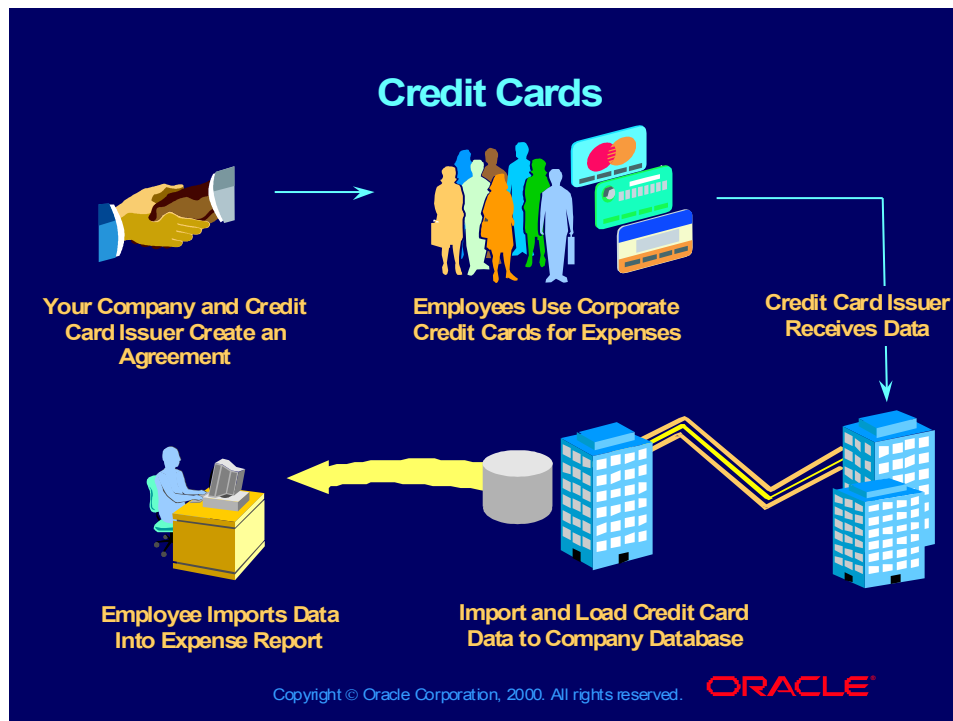 Credit Cards
Your Company and Credit
Card Issuer Create an
Agreement
Employees Use Corporate
Credit Cards for Expenses
Credit Card Issuer
Receives Data
Employee Imports Data
Into Expense Report
Import and Load Credit Card
Data to Company Database
Copyright © Oracle Corporation, 2000. All rights reserved.
ORACLE®